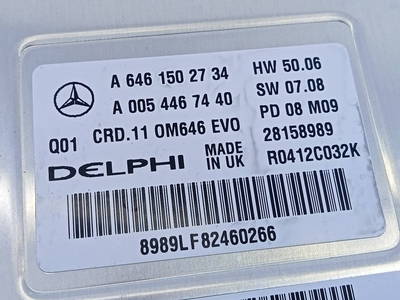 A 646 150 27 34 HW 50.06
A 005 446 74 40 SW 07.08
Q01 CRD.11 OM646 EVO PD 08 M09
28158989
DELPHI MADE IN UK R0412C032K
8989LF82460266